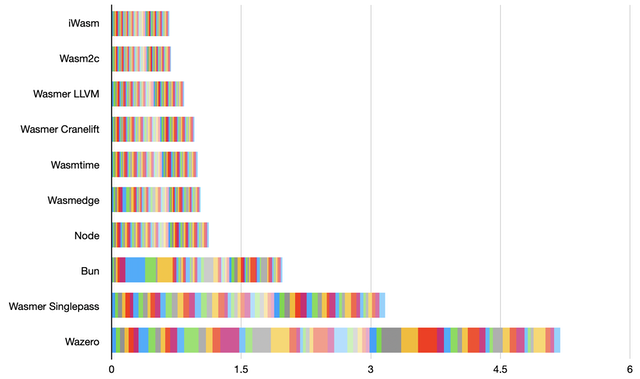 iWasm
Wasm2c
Wasmer LLVM
Wasmer Cranelift
Wasmtime
Wasmedge
Node
Bun
Wasmer Singlepass
Wazero
0 1.5 3 4.5 6